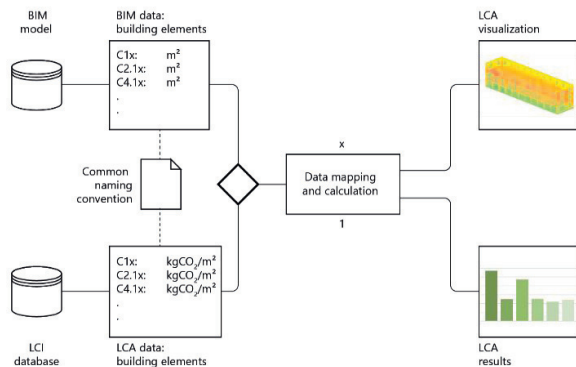 BIM
model
BIM data:
building elements
C1x: m²
C2.1x: m²
C4.1x: m²
.
.
LCA
visualization
Common
naming
convention
x
Data mapping
and calculation
1
C1x: kgCO₂/m²
C2.1x: kgCO₂/m²
C4.1x: kgCO₂/m²
.
.
LCI
database
LCA data:
building elements
LCA
results